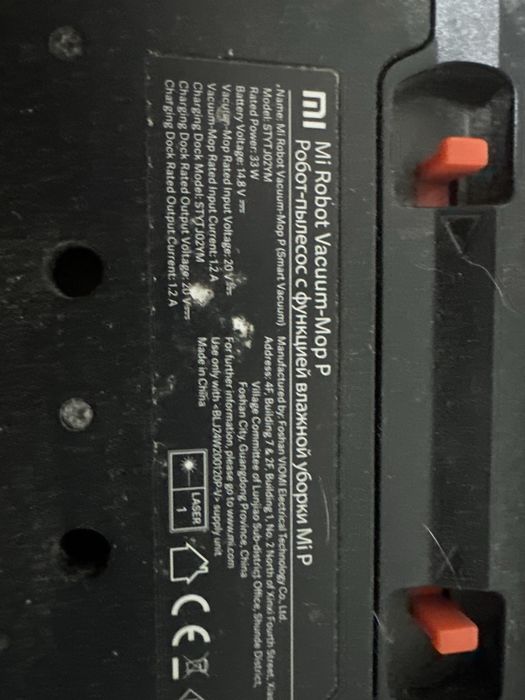 mi Mi Robot Vacuum-Mop P
Робот-пылесос с функцией влажной уборки Mi P
Name: Mi Robot Vacuum-Mop P (Smart Vacuum)
Model: STYTJ02YM
Rated Power: 33 W
Battery Voltage: 14.8 V
Vacuum-Mop Rated Input Voltage: 20 V
Vacuum-Mop Rated Input Current: 1.2 A
Charging Dock Model: STYTJ02YM
Charging Dock Rated Output Voltage: 20 V
Charging Dock Rated Output Current: 1.2 A
Manufactured by: Foshan VIOMI Electrical Technology Co., Ltd.
Address: 4F, Building 7 & 2F, Building 1, No. 2 North of Xinxi Fourth Street, Xia
Village Committee of Lunjiao Sub-district Office, Shunde District,
Foshan City, Guangdong Province, China
For further information, please go to www.mi.com
Use only with <BLJ24W200120P-V> supply unit
Made in China
LASER
1
CE